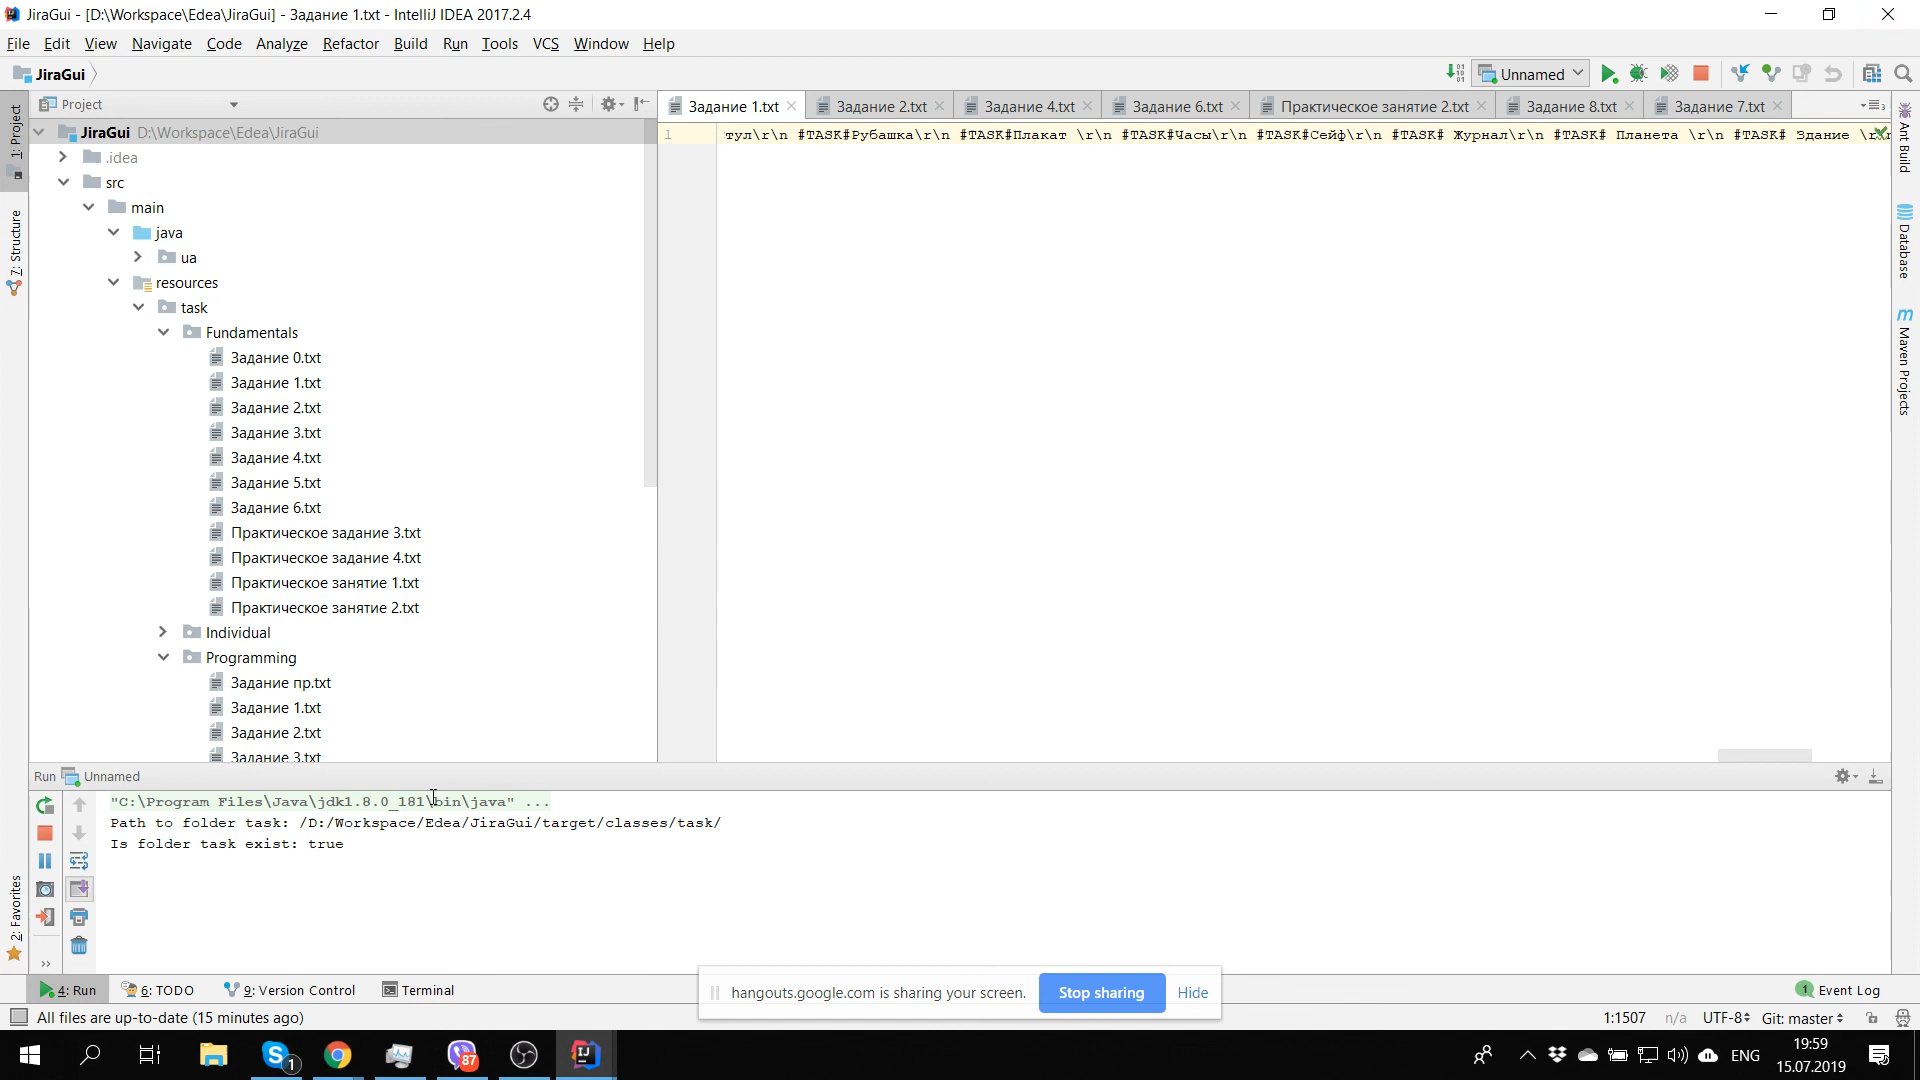 JiraGui - [D:\Workspace\Edea\JiraGui] - Задание 1.txt - IntelliJ IDEA 2017.2.4
File Edit View Navigate Code Analyze Refactor Build Run Tools VCS Window Help
JiraGui
Unnamed
1: Project
Project
Задание 1.txt Задание 2.txt Задание 4.txt Задание 6.txt Практическое занятие 2.txt Задание 8.txt Задание 7.txt
JiraGui D:\Workspace\Edea\JiraGui
1 тул\r\n #TASK#Рубашка\r\n #TASK#Плакат \r\n #TASK#Часы\r\n #TASK#Сейф\r\n #TASK# Журнал\r\n #TASK# Планета \r\n #TASK# Здание
.idea
src
main
java
ua
resources
task
Fundamentals
Задание 0.txt
Задание 1.txt
Задание 2.txt
Задание 3.txt
Задание 4.txt
Задание 5.txt
Задание 6.txt
Практическое задание 3.txt
Практическое задание 4.txt
Практическое занятие 1.txt
Практическое занятие 2.txt
Individual
Programming
Задание пр.txt
Задание 1.txt
Задание 2.txt
Задание 3.txt
7: Structure
2: Favorites
Ant Build
Database
Maven Projects
Run Unnamed
"C:\Program Files\Java\jdk1.8.0_181\bin\java" ...
Path to folder task: /D:/Workspace/Edea/JiraGui/target/classes/task/
Is folder task exist: true
4: Run 6: TODO 9: Version Control Terminal
hangouts.google.com is sharing your screen. Stop sharing Hide
1 Event Log
All files are up-to-date (15 minutes ago)
1:1507 n/a UTF-8 Git: master
1
87
IJ
ENG
19:59
15.07.2019